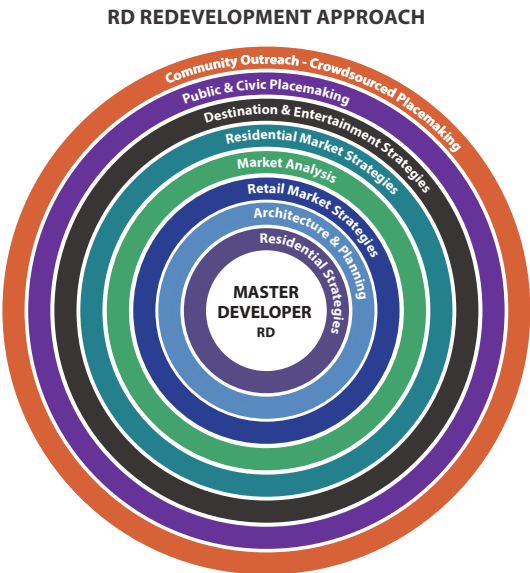 RD REDEVELOPMENT APPROACH
Community Outreach - Crowdsourced Placemaking
Public & Civic Placemaking
Destination & Entertainment Strategies
Residential Market Strategies
Market Analysis
Retail Market Strategies
Architecture & Planning
Residential Strategies
MASTER
DEVELOPER
RD